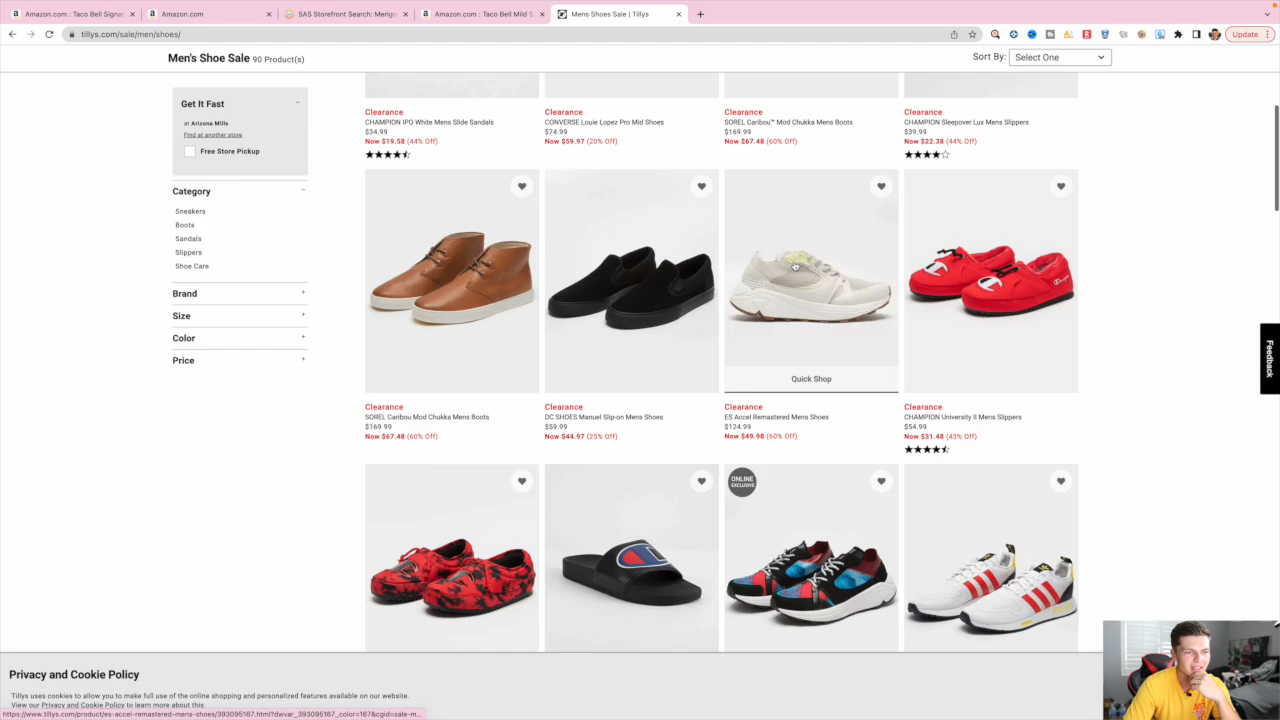 Amazon.com : Taco Bell Signat
Amazon.com
SAS Storefront Search: Merig
Amazon.com : Taco Bell Mild S
Mens Shoes Sale | Tillys
tillys.com/sale/men/shoes/
Update
Men's Shoe Sale 90 Product(s)
Sort By: Select One
Get It Fast
at Arizona Mills
Find at another store
Free Store Pickup
Category
Sneakers
Boots
Sandals
Slippers
Shoe Care
Brand
Size
Color
Price
Clearance
CHAMPION IPO White Mens Slide Sandals
$34.99
Now $19.58 (44% Off)
Clearance
CONVERSE Louie Lopez Pro Mid Shoes
$74.99
Now $59.97 (20% Off)
Clearance
SOREL Caribou™ Mod Chukka Mens Boots
$169.99
Now $67.48 (60% Off)
Clearance
CHAMPION Sleepover Lux Mens Slippers
$39.99
Now $22.38 (44% Off)
Quick Shop
Clearance
SOREL Caribou Mod Chukka Mens Boots
$169.99
Now $67.48 (60% Off)
Clearance
DC SHOES Manuel Slip-on Mens Shoes
$59.99
Now $44.97 (25% Off)
Clearance
ES Accel Remastered Mens Shoes
$124.99
Now $49.98 (60% Off)
Clearance
CHAMPION University II Mens Slippers
$54.99
Now $31.48 (43% Off)
ONLINE
EXCLUSIVE
Feedback
Privacy and Cookie Policy
Tillys uses cookies to allow you to make full use of the online shopping and personalized features available on our website.
View our Privacy and Cookie Policy to learn more about this.
https://www.tillys.com/product/es-accel-remastered-mens-shoes/393095167.html?dwvar_393095167_color=167&cgid=sale-m...